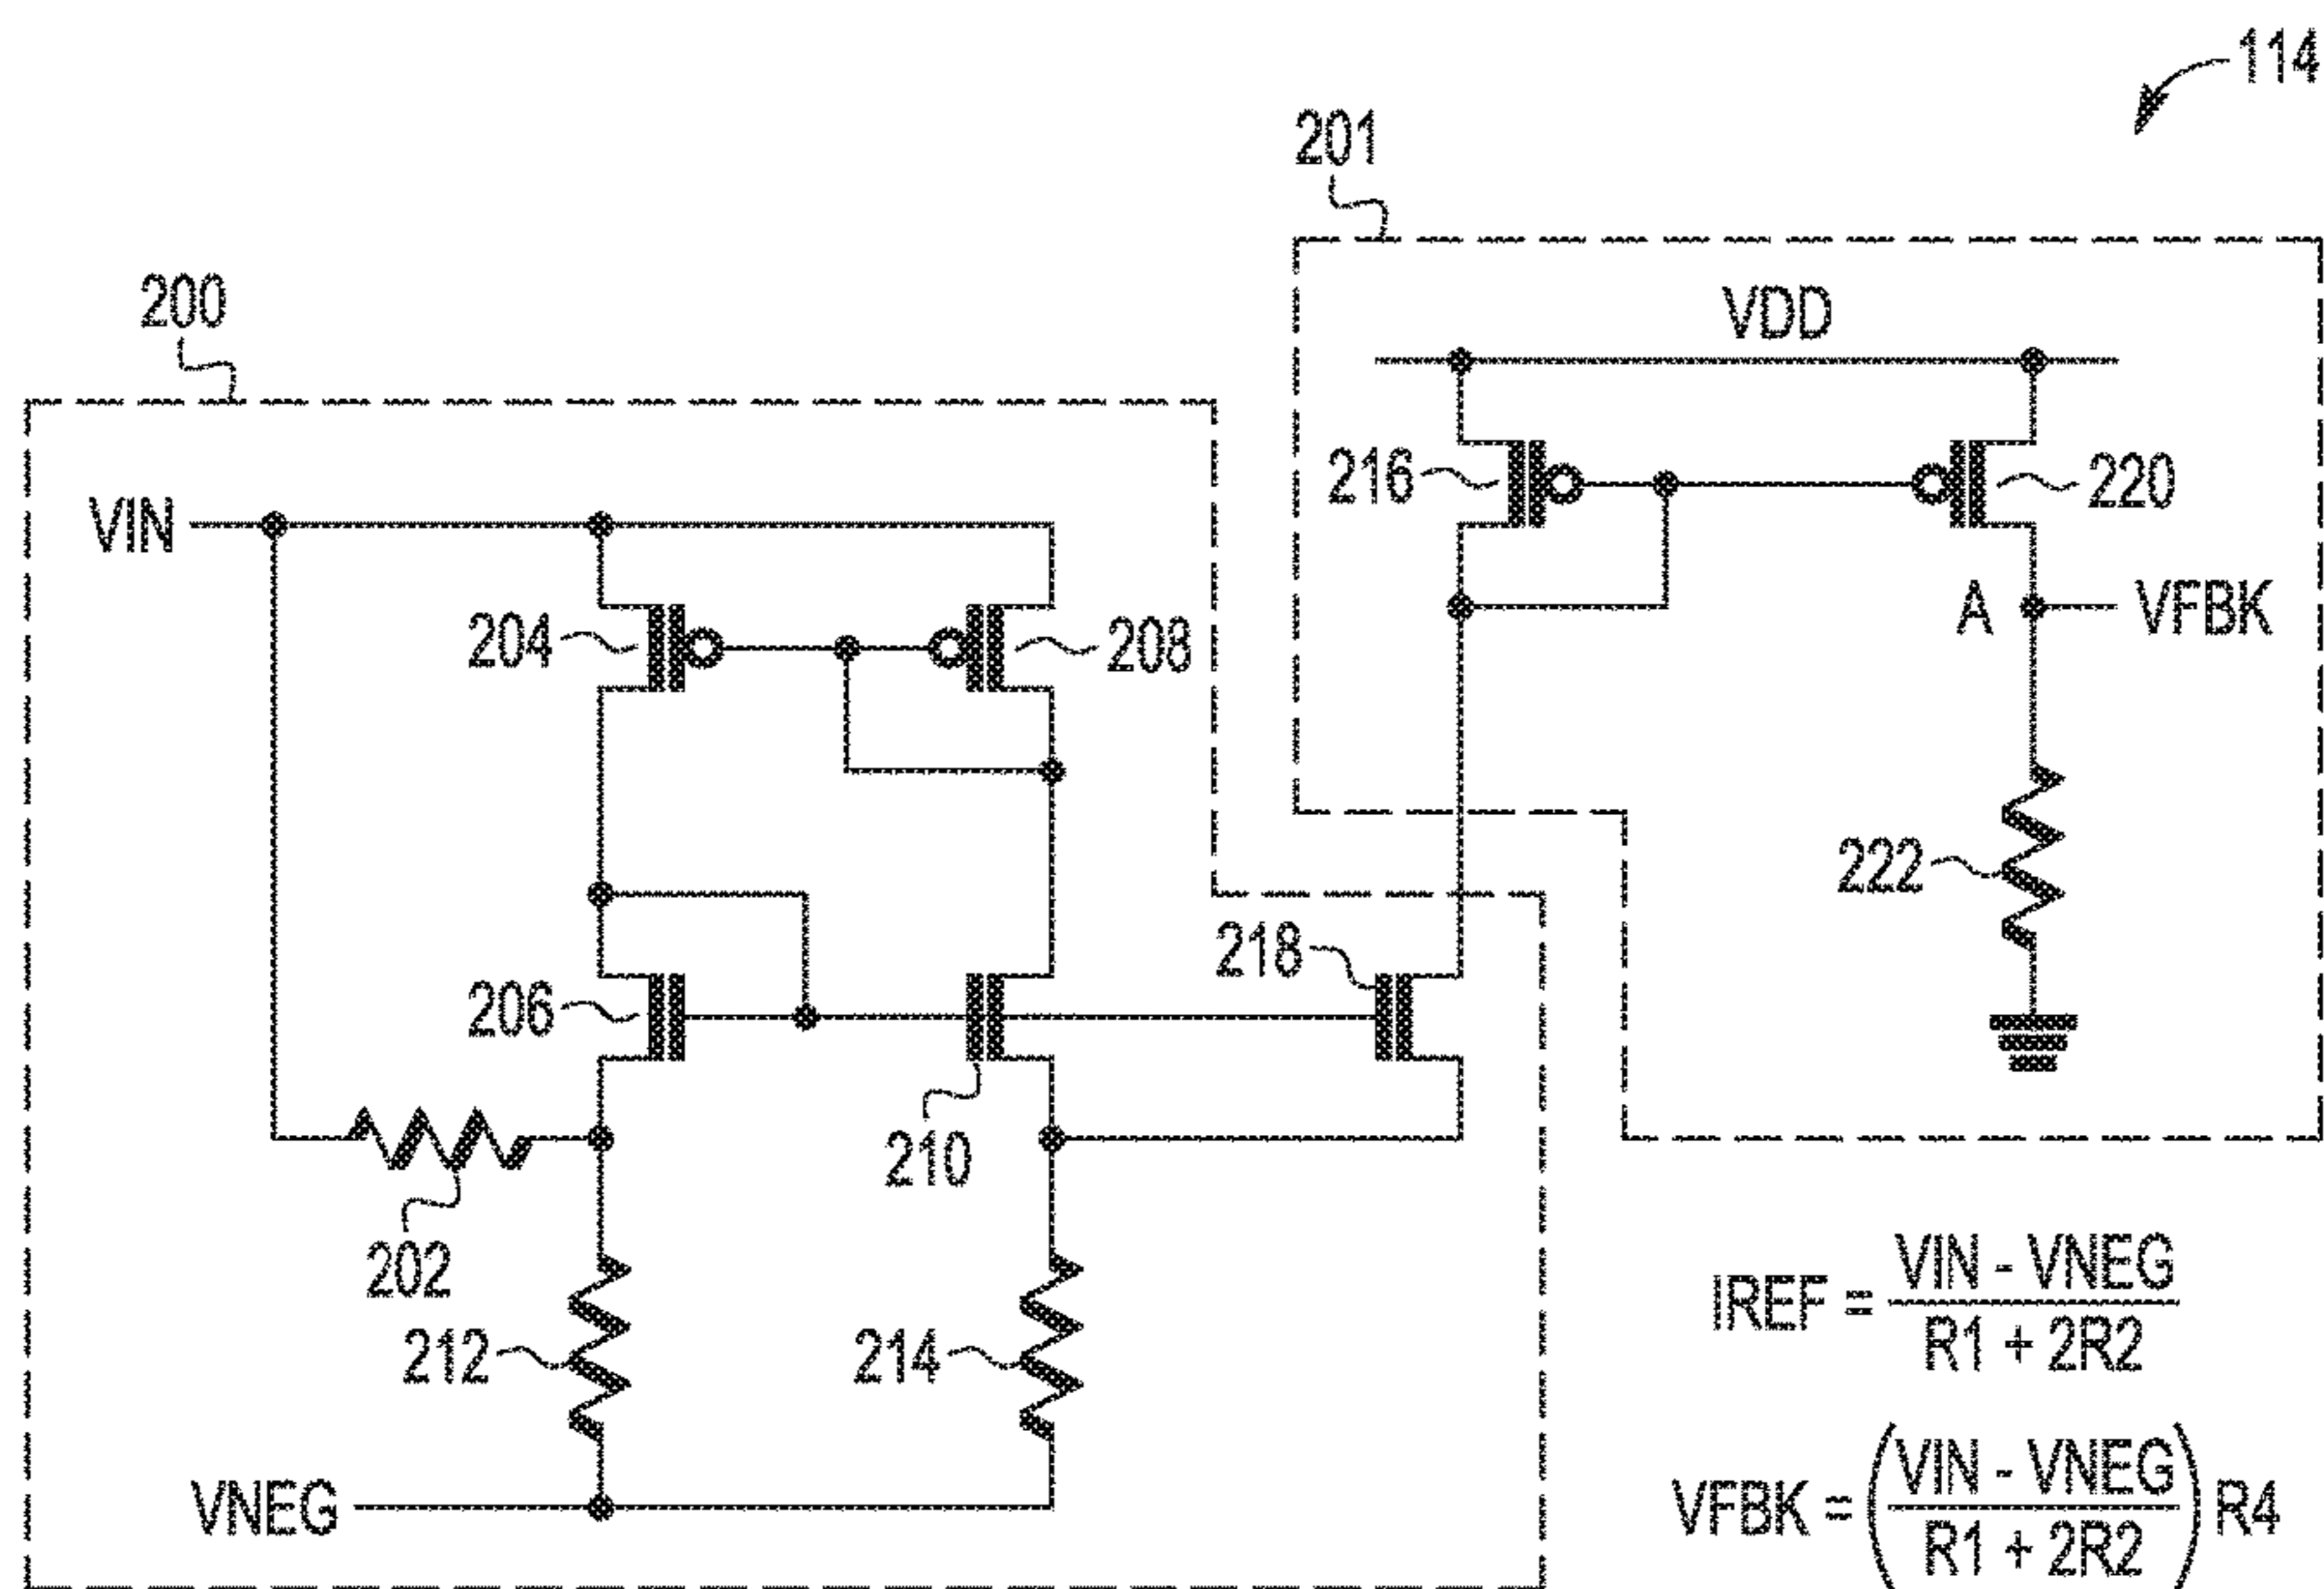 114
201
200
VDD
216
220
VIN
204
208
A
VFBK
222
218
206
210
202
212
214
IREF = VIN - VNEG / R1 + 2R2
VNEG
VFBK = (VIN - VNEG / R1 + 2R2) R4